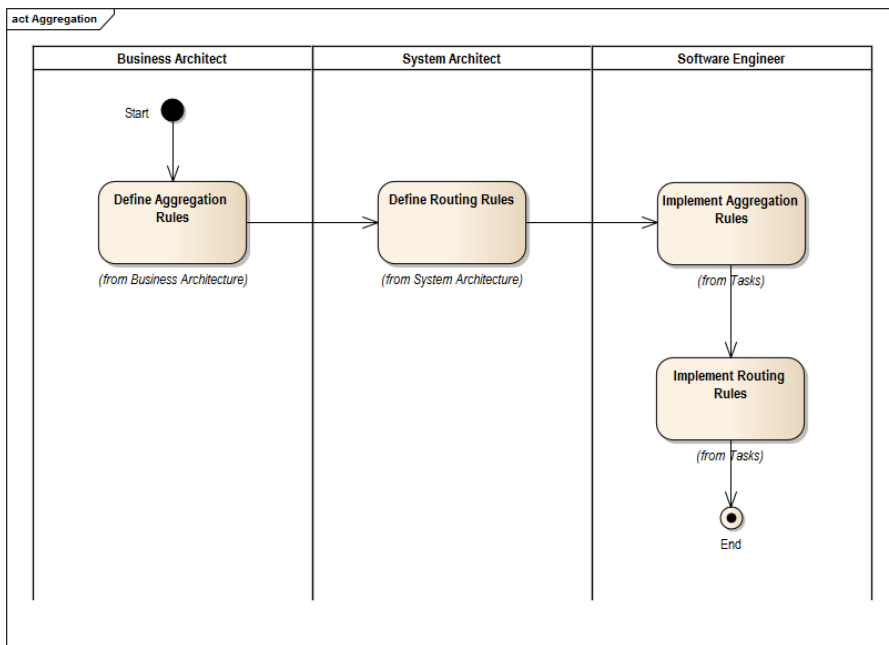 act Aggregation
Business Architect
System Architect
Software Engineer
Start
Define Aggregation
Rules
(from Business Architecture)
Define Routing Rules
(from System Architecture)
Implement Aggregation
Rules
(from Tasks)
Implement Routing
Rules
(from Tasks)
End